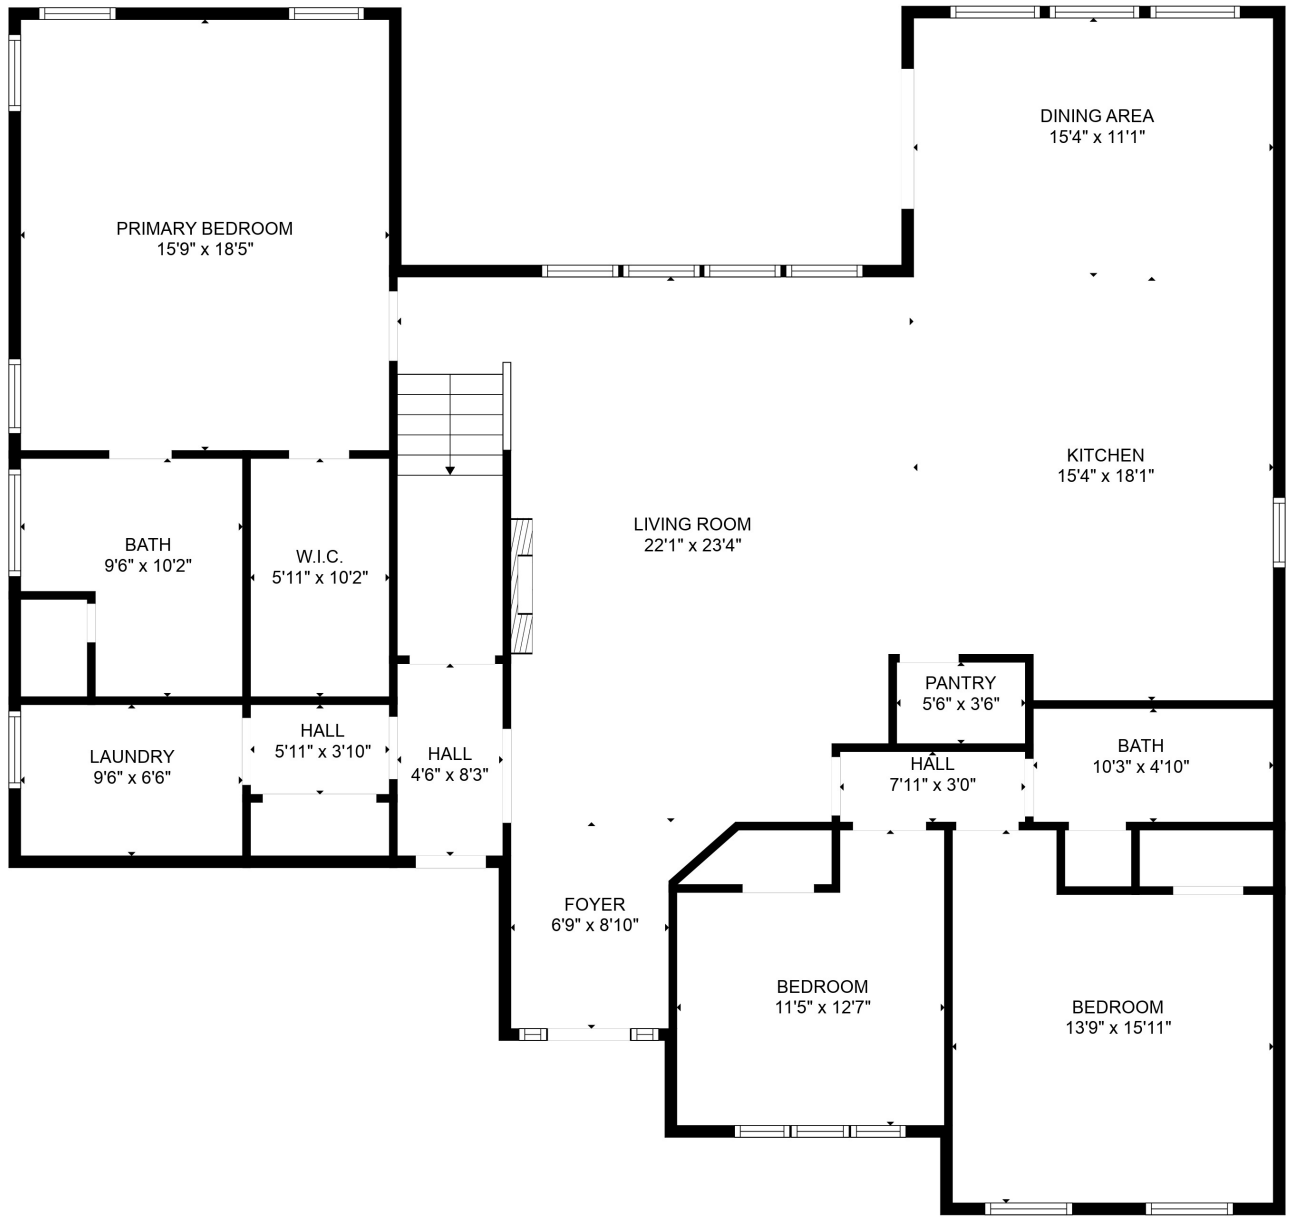 DINING AREA
15'4" x 11'1"
PRIMARY BEDROOM
15'9" x 18'5"
KITCHEN
15'4" x 18'1"
LIVING ROOM
22'1" x 23'4"
BATH
9'6" x 10'2"
W.I.C.
5'11" x 10'2"
PANTRY
5'6" x 3'6"
HALL
5'11" x 3'10"
HALL
4'6" x 8'3"
LAUNDRY
9'6" x 6'6"
HALL
7'11" x 3'0"
BATH
10'3" x 4'10"
FOYER
6'9" x 8'10"
BEDROOM
11'5" x 12'7"
BEDROOM
13'9" x 15'11"